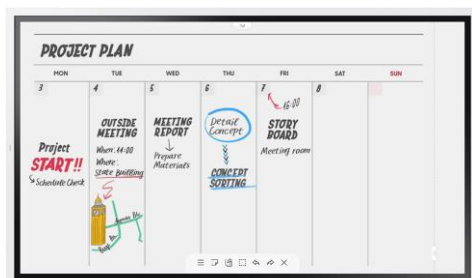 PROJECT PLAN
MON TUE WED THU FRI SAT SUN
3 4 5 6 7 8
16:00
Project
START!!
Schedule Check
OUTSIDE
MEETING
When: 14:00
Where:
State Building
MEETING
REPORT
Prepare
Materials
Detail
Concept
CONCEPT
SORTING
STORY
BOARD
Meeting room